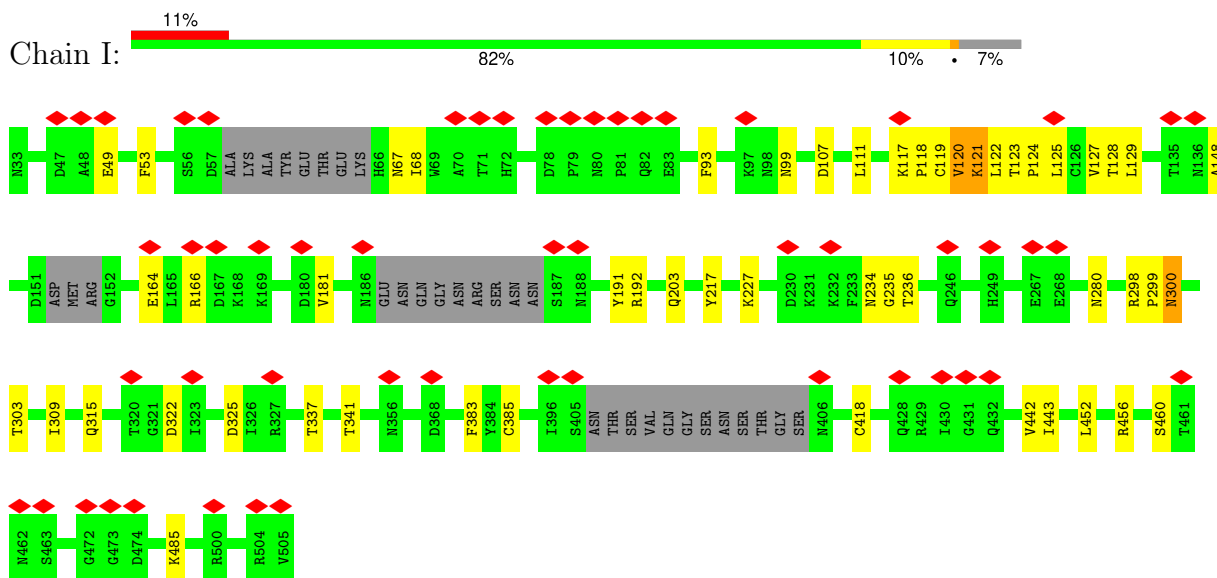 11%
Chain I:
82% 10% • 7%
N33 D47 A48 E49 F53 S56 D57 ALA LYS ALA TYR GLU THR GLU LYS H66 N67 I68 W69 A70 T71 H72 D78 P79 N80 P81 Q82 E83 F93 K97 N98 N99 D107 L111 K117 P118 C119 V120 K121 L122 T123 P124 L125 C126 V127 T128 L129 T135 N136 A148
D151 ASP MET ARG G152 E164 L165 R166 D167 K168 K169 D180 V181 N186 GLU ASN GLN GLY ASN ARG SER ASN ASN S187 N188 Y191 R192 Q203 Y217 K227 D230 K231 K232 F233 N234 G235 T236 Q246 H249 E267 E268 N280 R298 P299 N300
T303 I309 Q315 T320 G321 D322 I323 D325 I326 R327 T337 T341 N356 D368 F383 Y384 C385 I396 S405 ASN THR SER VAL GLN GLY SER ASN SER THR GLY SER N406 C418 Q428 R429 I430 G431 Q432 V442 I443 L452 R456 S460 T461
N462 S463 G472 G473 D474 K485 R500 R504 V505